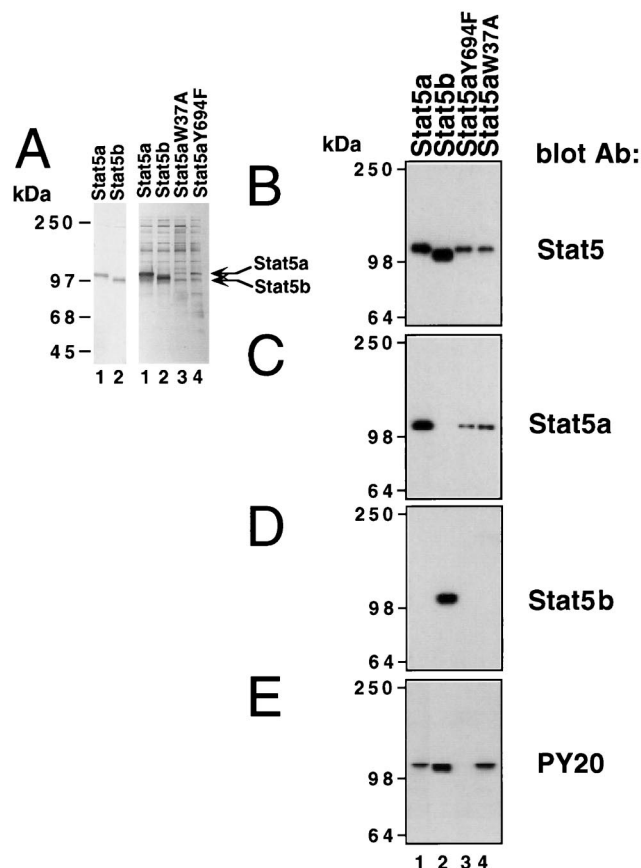 A
kDa
Stat5a
Stat5b
Stat5a
Stat5b
Stat5aW37A
Stat5aY694F
250
97
68
45
Stat5a
Stat5b
1 2
1 2 3 4
kDa
Stat5a
Stat5b
Stat5aY694F
Stat5aW37A
blot Ab:
B
250
98
64
Stat5
C
250
98
64
Stat5a
D
250
98
64
Stat5b
E
250
98
64
PY20
1 2 3 4